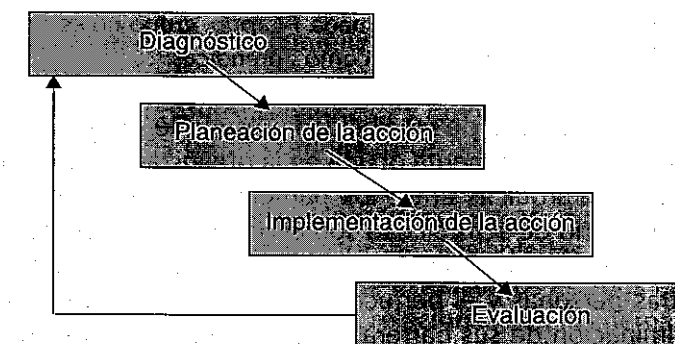 Diagnóstico
Planeación de la acción
Implementación de la acción
Evaluación